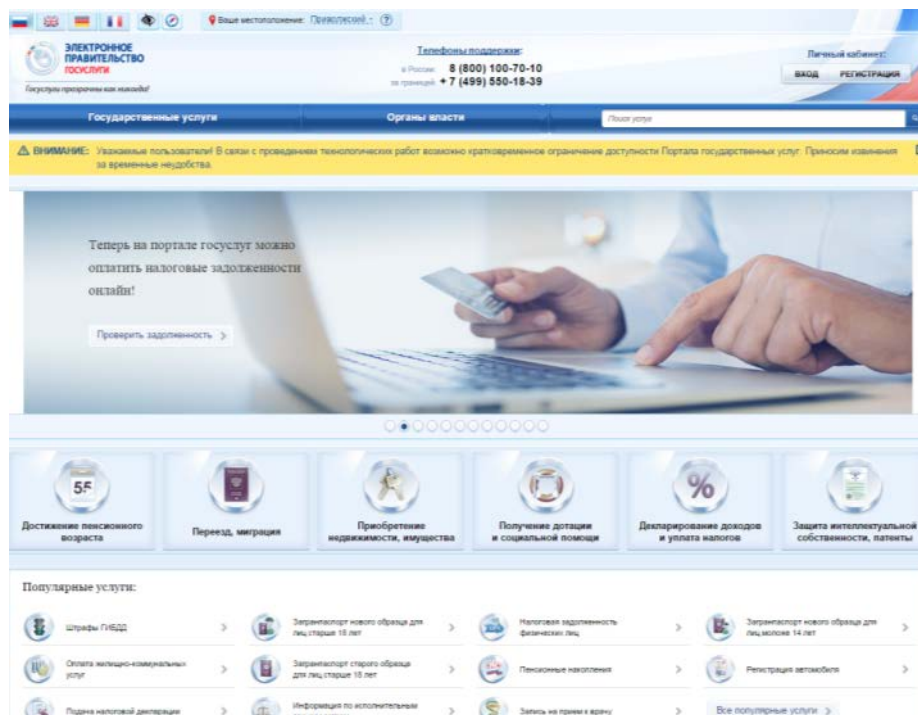 Ваше местоположение: Приволжский
ЭЛЕКТРОННОЕ
ПРАВИТЕЛЬСТВО
ГОСУСЛУГИ
Госуслуги прозрачны как никогда!
Телефоны поддержки:
в России: 8 (800) 100-70-10
за границей: +7 (499) 550-18-39
Личный кабинет:
ВХОД РЕГИСТРАЦИЯ
Государственные услуги
Органы власти
Поиск услуг
ВНИМАНИЕ: Уважаемые пользователи! В связи с проведением технологических работ возможно кратковременное ограничение доступности Портала государственных услуг. Приносим извинения
за временные неудобства.
Теперь на портале госуслуг можно
оплатить налоговые задолженности
онлайн!
Проверить задолженность >
Достижение пенсионного
возраста
Переезд, миграция
Приобретение
недвижимости, имущества
Получение дотации
и социальной помощи
%
Декларирование доходов
и уплата налогов
Защита интеллектуальной
собственности, патенты
Популярные услуги:
Штрафы ГИБДД
Загранпаспорт нового образца для
лиц старше 18 лет
Налоговая задолженность
физических лиц
Загранпаспорт нового образца для
лиц моложе 14 лет
Оплата жилищно-коммунальных
услуг
Загранпаспорт старого образца
для лиц старше 18 лет
Пенсионные накопления
Регистрация автомобиля
Подача налоговой декларации
Информация по исполнительным
Запись на прием к врачу
Все популярные услуги >